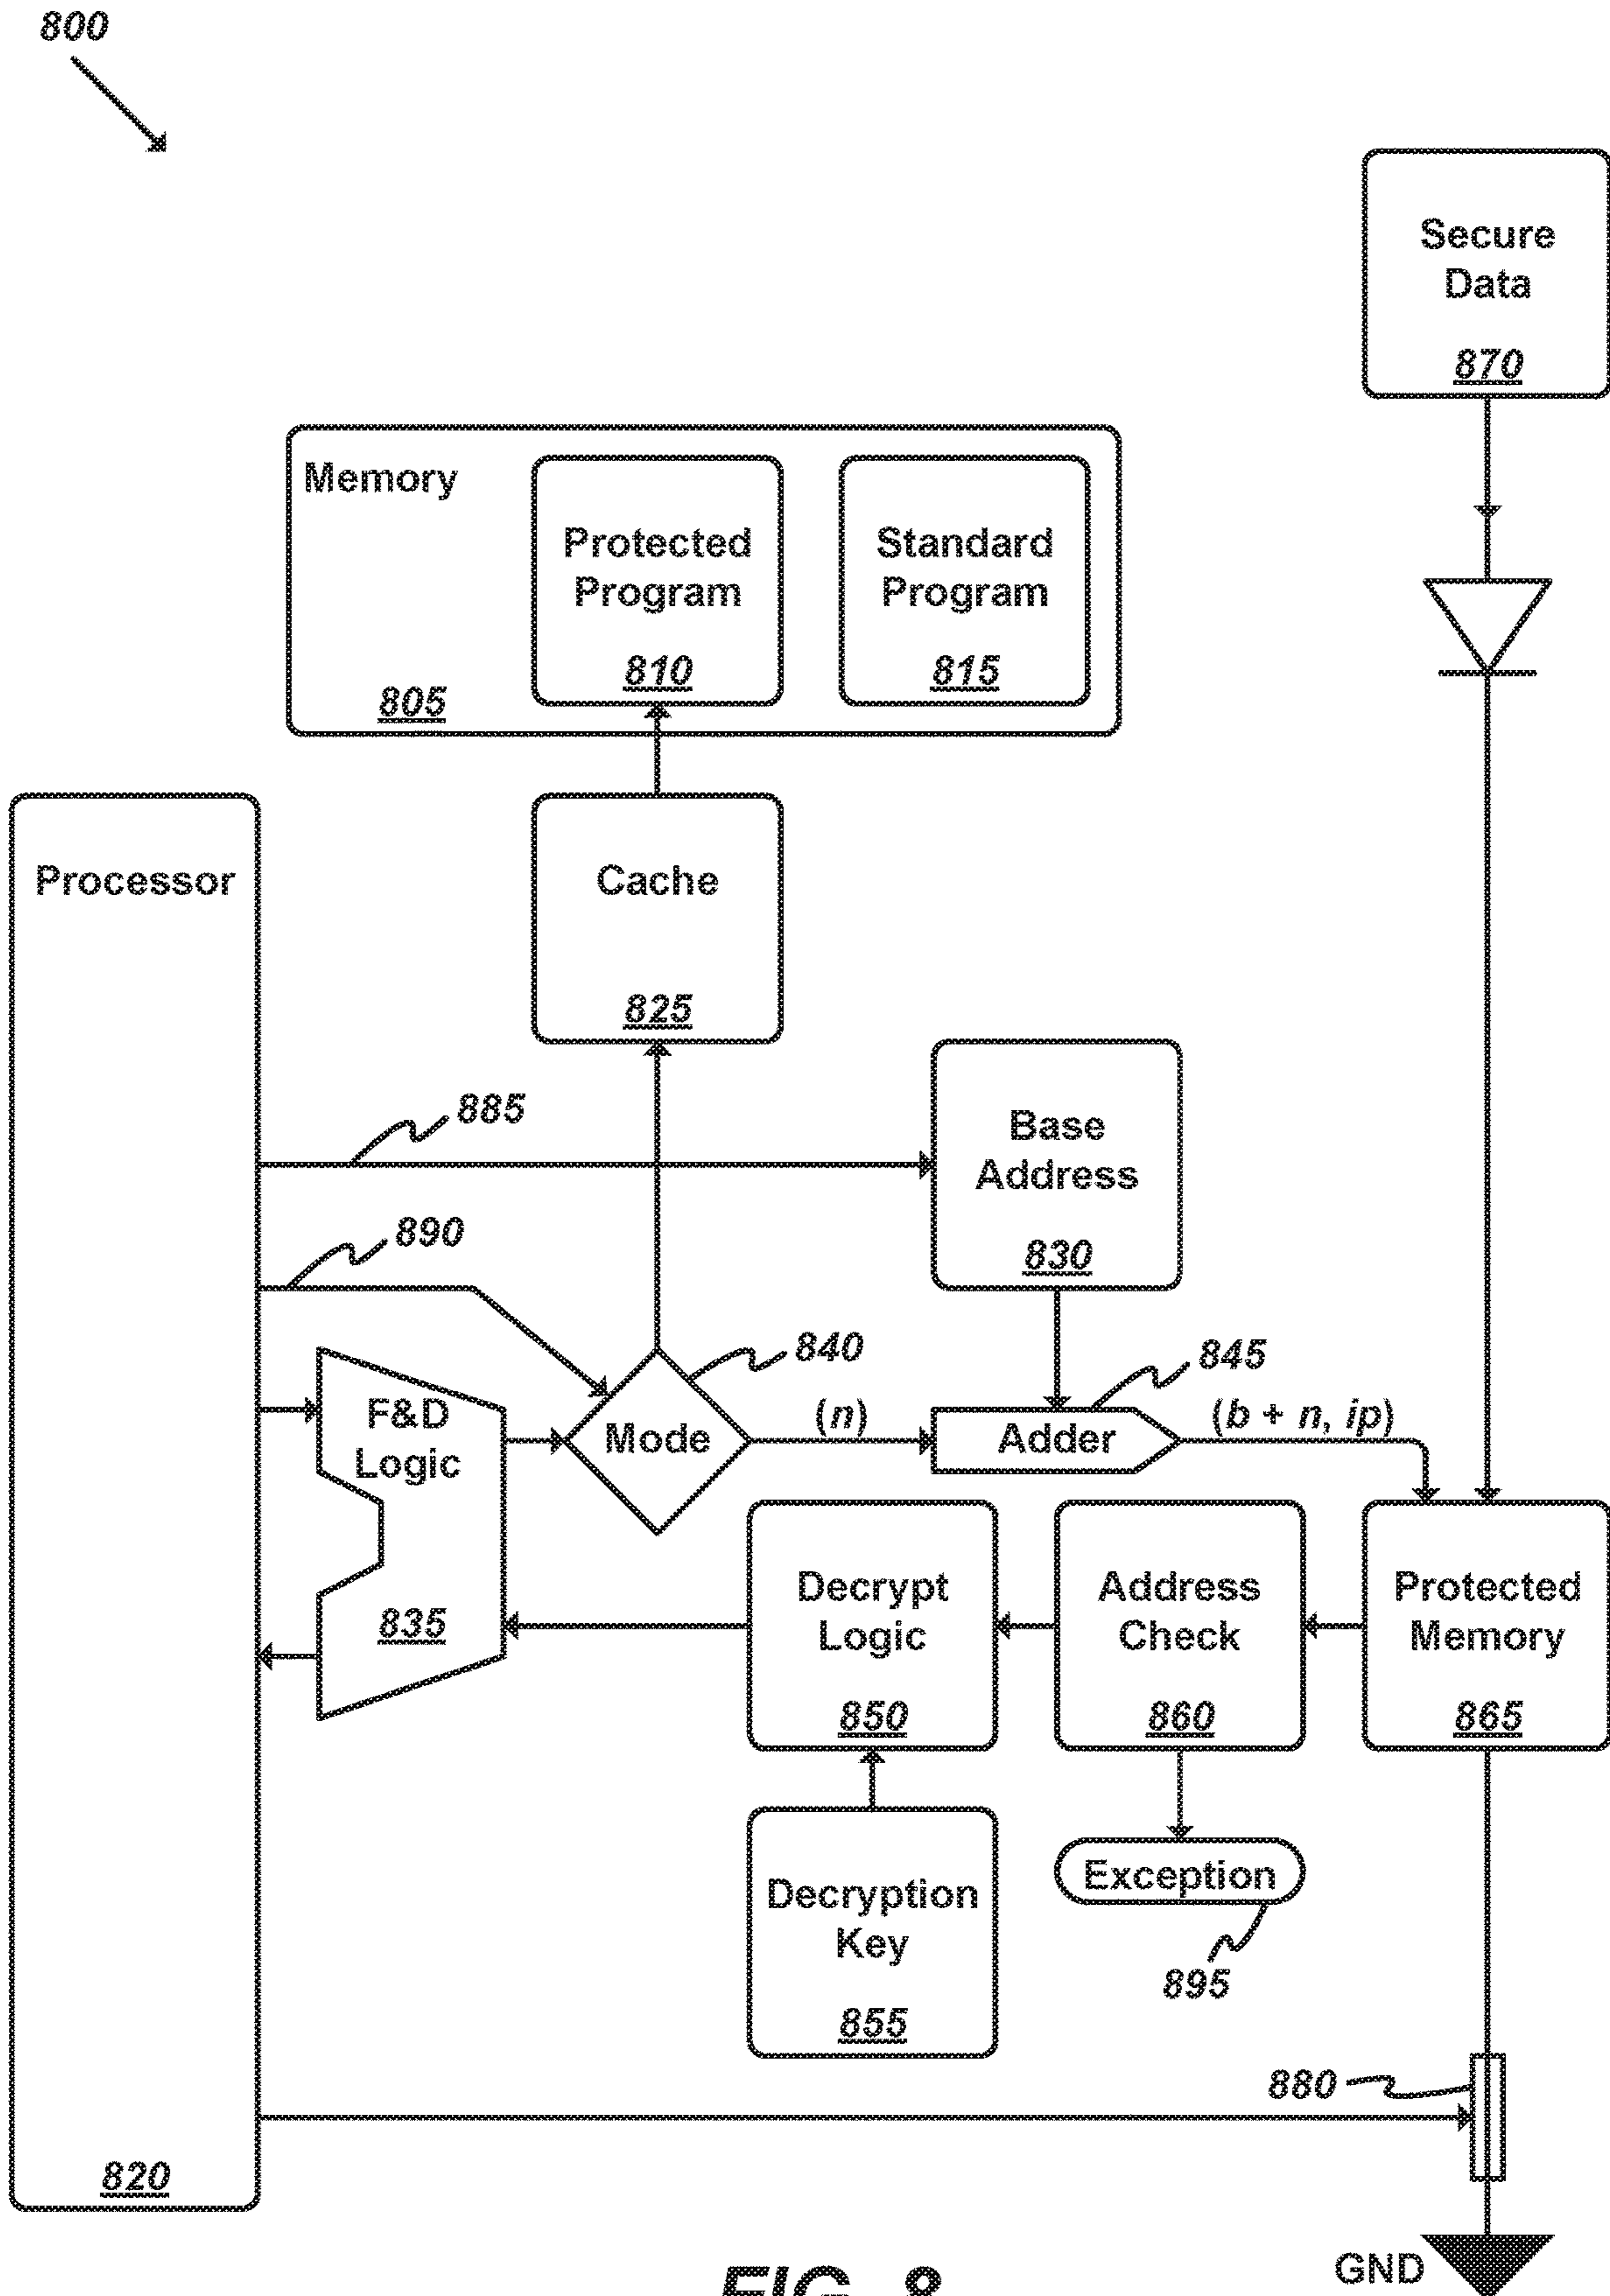 800
Secure
Data
870
Memory
805
Protected
Program
810
Standard
Program
815
Processor
820
Cache
825
885
Base
Address
830
890
840
845
F&D
Logic
835
Mode
(n)
Adder
(b + n, ip)
Decrypt
Logic
850
Address
Check
860
Protected
Memory
865
Decryption
Key
855
Exception
895
880
GND
FIG. 8